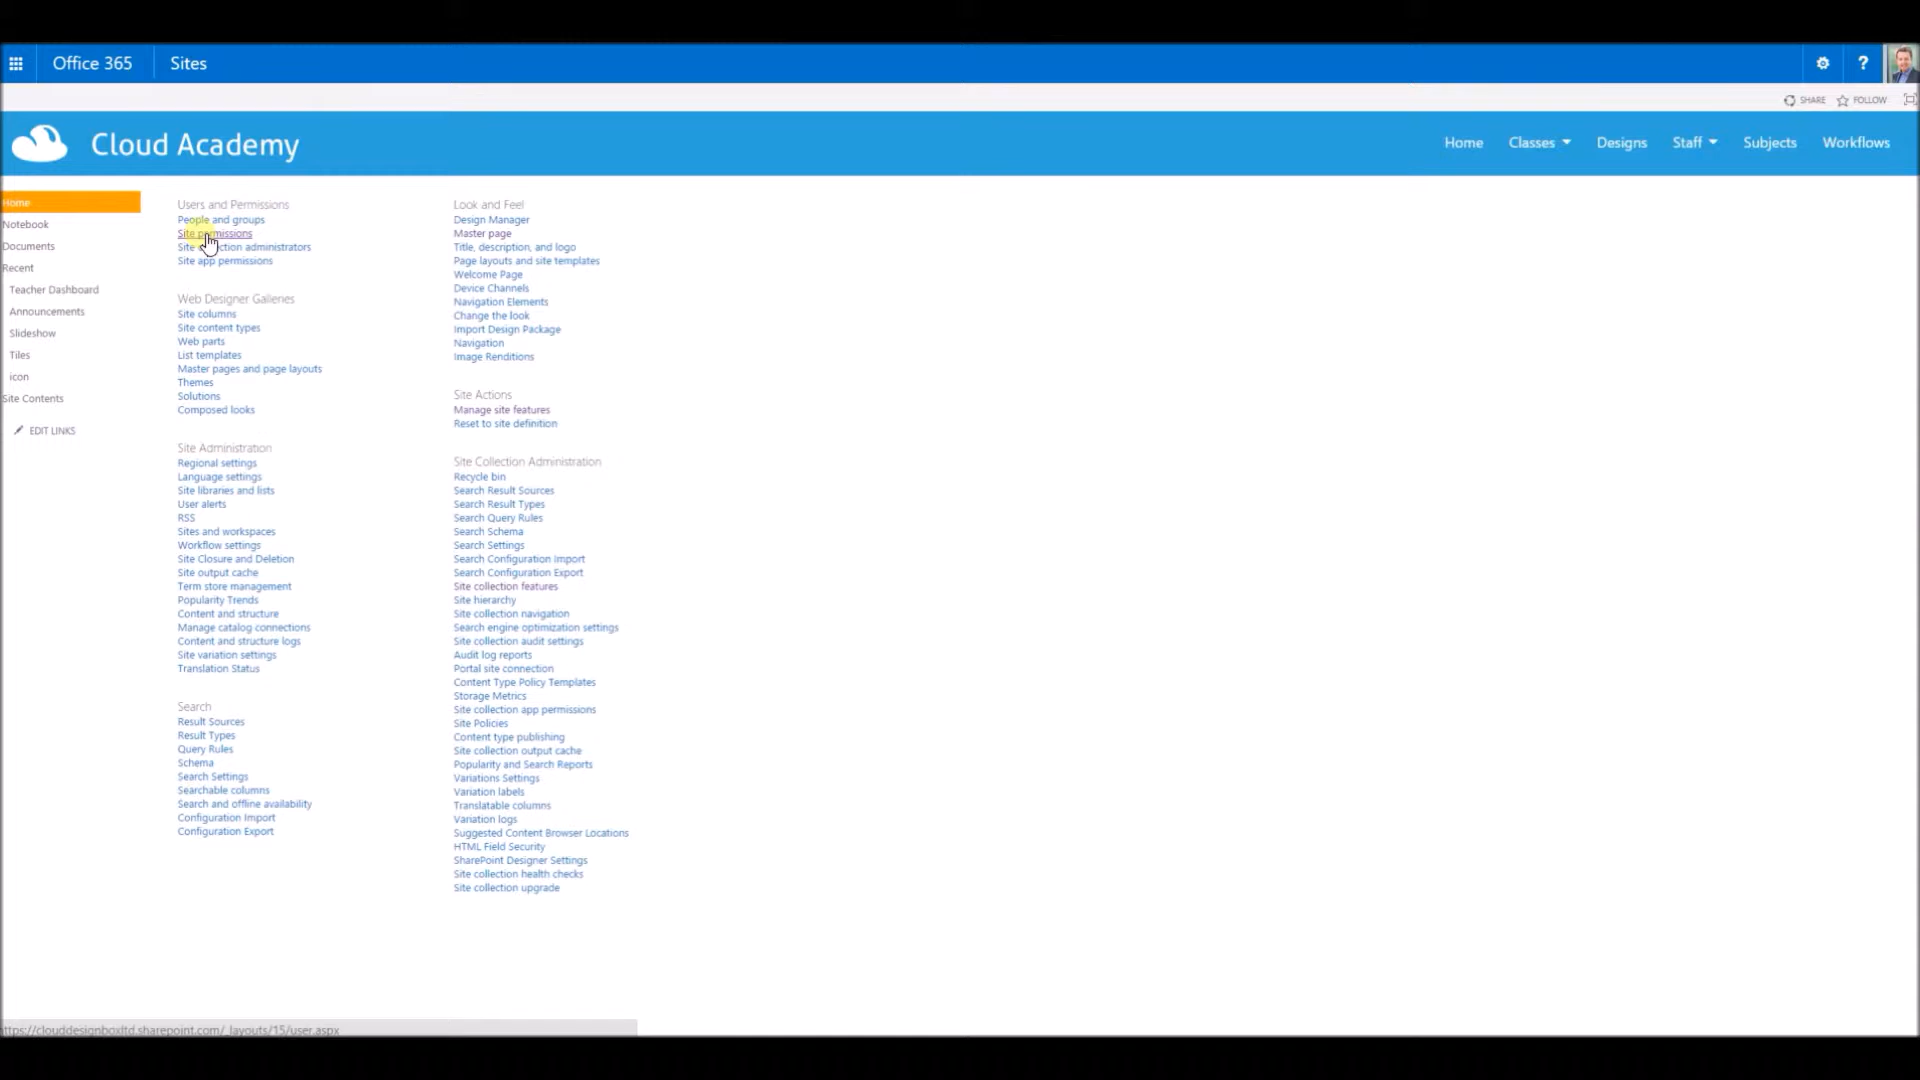 Office 365
Sites
?
SHARE
FOLLOW
Cloud Academy
Home
Classes
Designs
Staff
Subjects
Workflows
Home
Notebook
Documents
Recent
Teacher Dashboard
Announcements
Slideshow
Tiles
icon
Site Contents
EDIT LINKS
Users and Permissions
People and groups
Site permissions
Site collection administrators
Site app permissions
Web Designer Galleries
Site columns
Site content types
Web parts
List templates
Master pages and page layouts
Themes
Solutions
Composed looks
Site Administration
Regional settings
Language settings
Site libraries and lists
User alerts
RSS
Sites and workspaces
Workflow settings
Site Closure and Deletion
Site output cache
Term store management
Popularity Trends
Content and structure
Manage catalog connections
Content and structure logs
Site variation settings
Translation Status
Search
Result Sources
Result Types
Query Rules
Schema
Search Settings
Searchable columns
Search and offline availability
Configuration Import
Configuration Export
Look and Feel
Design Manager
Master page
Title, description, and logo
Page layouts and site templates
Welcome Page
Device Channels
Navigation Elements
Change the look
Import Design Package
Navigation
Image Renditions
Site Actions
Manage site features
Reset to site definition
Site Collection Administration
Recycle bin
Search Result Sources
Search Result Types
Search Query Rules
Search Schema
Search Settings
Search Configuration Import
Search Configuration Export
Site collection features
Site hierarchy
Site collection navigation
Search engine optimization settings
Site collection audit settings
Audit log reports
Portal site connection
Content Type Policy Templates
Storage Metrics
Site collection app permissions
Site Policies
Content type publishing
Site collection output cache
Popularity and Search Reports
Variations Settings
Variation labels
Translatable columns
Variation logs
Suggested Content Browser Locations
HTML Field Security
SharePoint Designer Settings
Site collection health checks
Site collection upgrade
https://clouddesignboxltd.sharepoint.com/_layouts/15/user.aspx